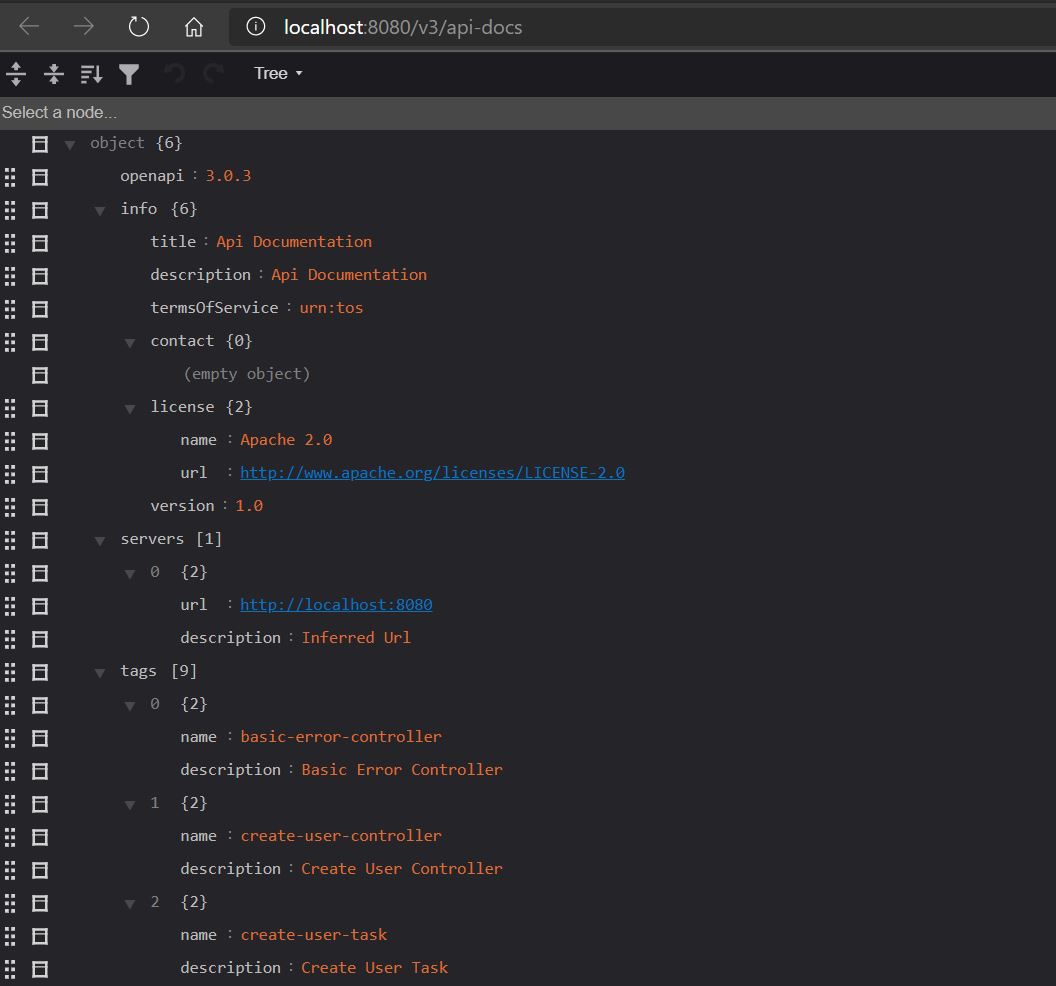 localhost:8080/v3/api-docs
Tree
Select a node...
object {6}
openapi : 3.0.3
info {6}
title : Api Documentation
description : Api Documentation
termsOfService : urn:tos
contact {0}
(empty object)
license {2}
name : Apache 2.0
url : http://www.apache.org/licenses/LICENSE-2.0
version : 1.0
servers [1]
0 {2}
url : http://localhost:8080
description : Inferred Url
tags [9]
0 {2}
name : basic-error-controller
description : Basic Error Controller
1 {2}
name : create-user-controller
description : Create User Controller
2 {2}
name : create-user-task
description : Create User Task